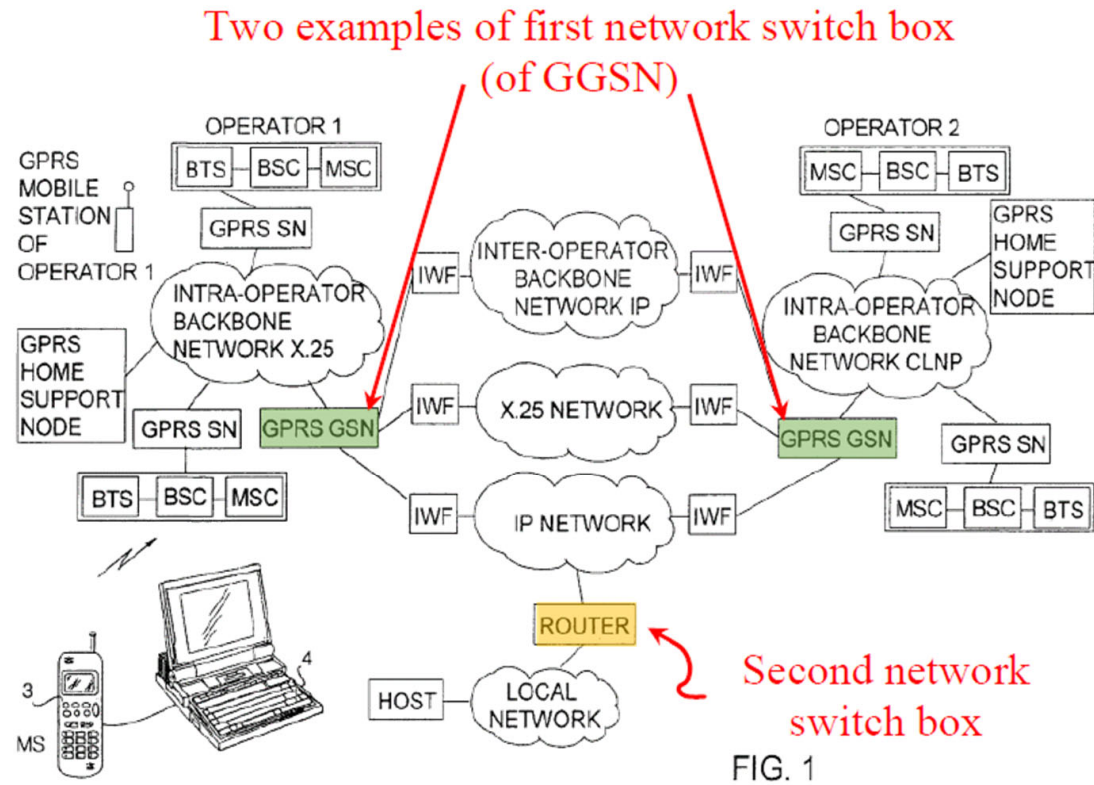 Two examples of first network switch box
(of GGSN)
OPERATOR 1
BTS
BSC
MSC
GPRS
MOBILE
STATION
OF
OPERATOR 1
GPRS SN
INTRA-OPERATOR
BACKBONE
NETWORK X.25
GPRS
HOME
SUPPORT
NODE
GPRS SN
GPRS GSN
BTS
BSC
MSC
IWF
INTER-OPERATOR
BACKBONE
NETWORK IP
IWF
IWF
X.25 NETWORK
IWF
IWF
IP NETWORK
IWF
OPERATOR 2
MSC
BSC
BTS
GPRS SN
GPRS
HOME
SUPPORT
NODE
INTRA-OPERATOR
BACKBONE
NETWORK CLNP
GPRS GSN
GPRS SN
MSC
BSC
BTS
ROUTER
HOST
LOCAL
NETWORK
Second network
switch box
3
MS
4
FIG. 1